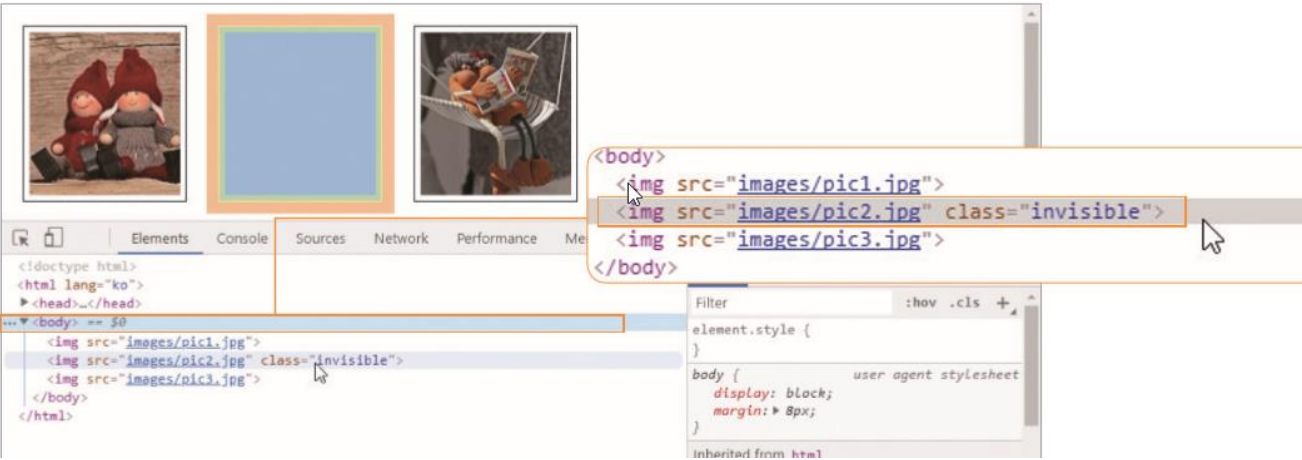 <body>
<img src="images/pic1.jpg">
<img src="images/pic2.jpg" class="invisible">
<img src="images/pic3.jpg">
</body>
Elements Console Sources Network Performance Me
<!doctype html>
<html lang="ko">
▶<head>…</head>
… ▼<body> == $0
<img src="images/pic1.jpg">
<img src="images/pic2.jpg" class="invisible">
<img src="images/pic3.jpg">
</body>
</html>
Filter :hov .cls +
element.style {
}
body { user agent stylesheet
display: block;
margin: ▶ 8px;
}
Inherited from html